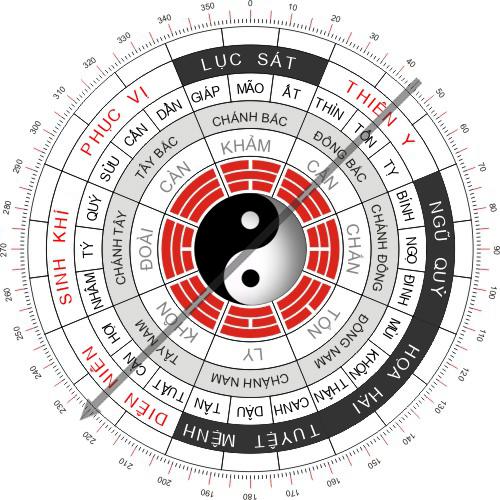 0
10
20
30
40
50
60
70
80
90
100
110
120
130
140
150
160
170
180
190
200
210
220
230
240
250
260
270
280
290
300
310
320
330
340
350
LỤC SÁT
THIÊN Y
NGŨ QUỶ
HỌA HẠI
TUYỆT MỆNH
DIÊN NIÊN
SINH KHÍ
PHỤC VỊ
GIÁP
MÃO
ẤT
THÌN
TỐN
TỴ
BÍNH
NGỌ
ĐINH
MÙI
KHÔN
THÂN
CANH
DẬU
TÂN
TUẤT
CÀN
HỢI
NHÂM
TÝ
QUÝ
SỬU
CẤN
DẦN
CHÁNH BẮC
ĐÔNG BẮC
CHÁNH ĐÔNG
ĐÔNG NAM
CHÁNH NAM
TÂY NAM
CHÁNH TÂY
TÂY BẮC
KHẢM
CẤN
CHẤN
TỐN
LY
KHÔN
ĐOÀI
CÀN